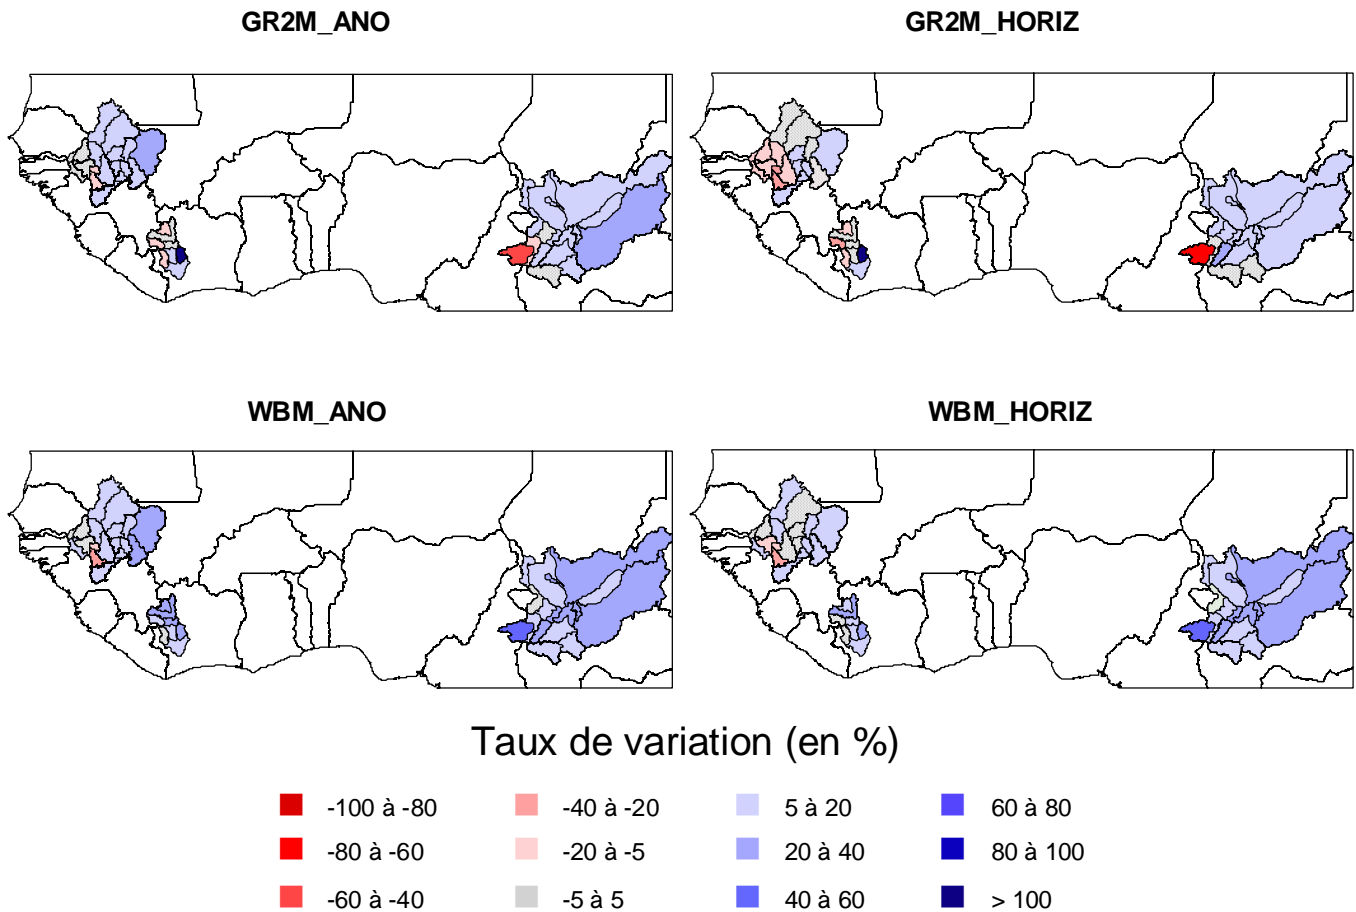 GR2M_ANO
GR2M_HORIZ
WBM_ANO
WBM_HORIZ
Taux de variation (en %)
-100 à -80
-40 à -20
5 à 20
60 à 80
-80 à -60
-20 à -5
20 à 40
80 à 100
-60 à -40
-5 à 5
40 à 60
> 100